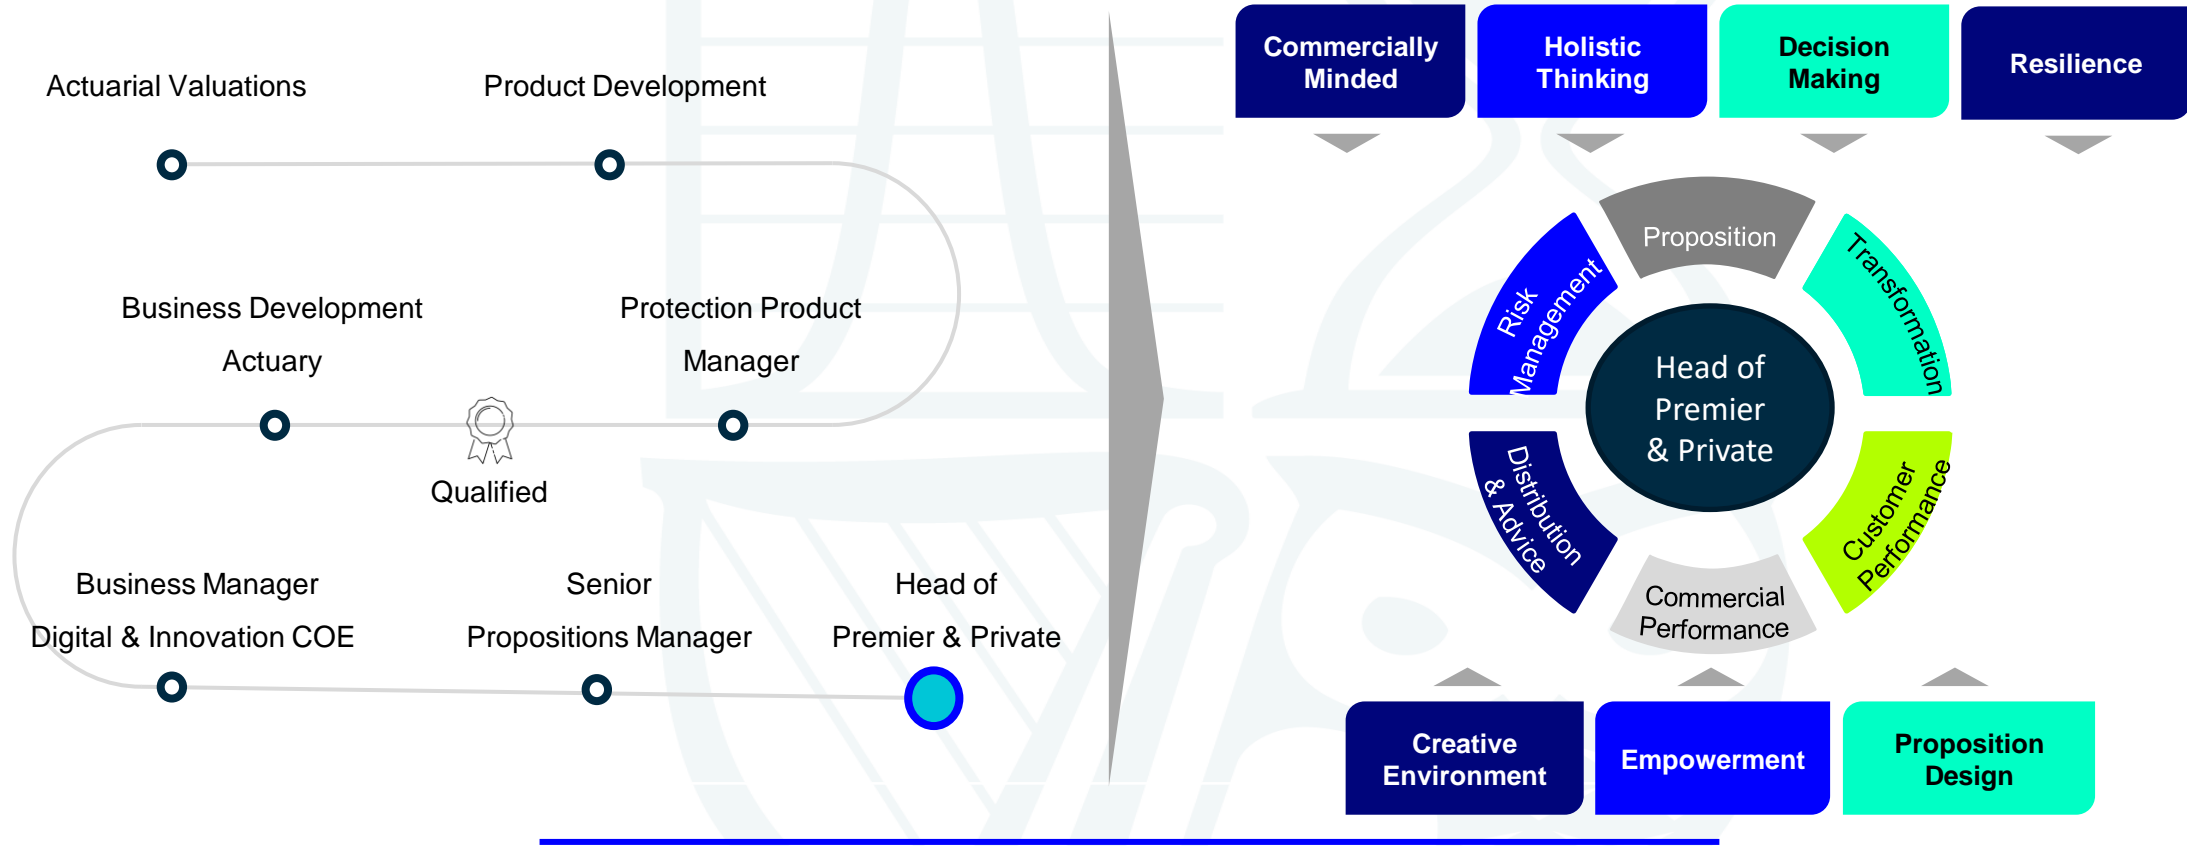 Actuarial Valuations
Product Development
Business Development
Actuary
Protection Product
Manager
Qualified
Business Manager
Digital & Innovation COE
Senior
Propositions Manager
Head of
Premier & Private
Commercially
Minded
Holistic
Thinking
Decision
Making
Resilience
Proposition
Transformation
Customer
Performance
Commercial
Performance
Distribution
& Advice
Risk
Management
Head of
Premier
& Private
Creative
Environment
Empowerment
Proposition
Design